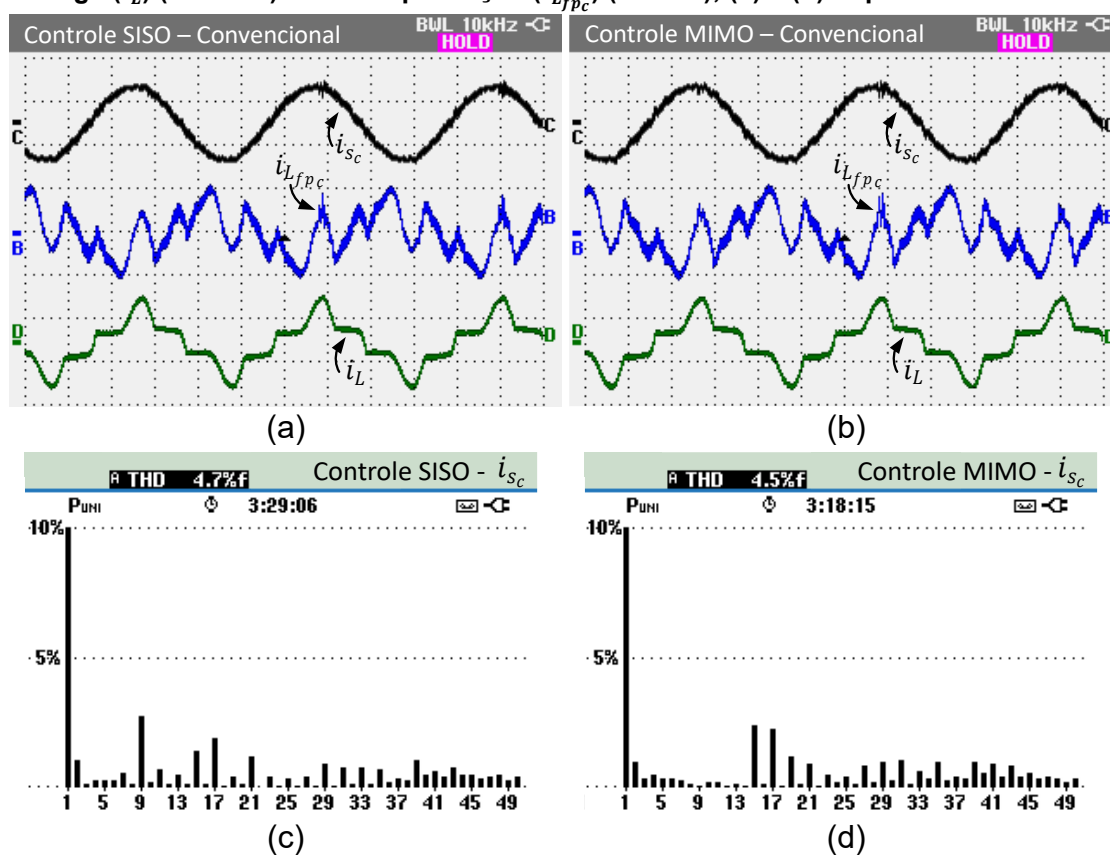 Controle SISO – Convencional
BWL 10kHz
HOLD
C
C
i_{s_c}
i_{L_{fp_c}}
B
B
D
D
i_L
(a)
Controle MIMO – Convencional
BWL 10kHz
HOLD
C
i_{s_c}
i_{L_{fp_c}}
B
B
D
i_L
(b)
A THD 4.7%f
Controle SISO - i_{s_c}
PUNI
3:29:06
10%
5%
1 5 9 13 17 21 25 29 33 37 41 45 49
(c)
A THD 4.5%f
Controle MIMO - i_{s_c}
PUNI
3:18:15
10%
5%
1 5 9 13 17 21 25 29 33 37 41 45 49
(d)